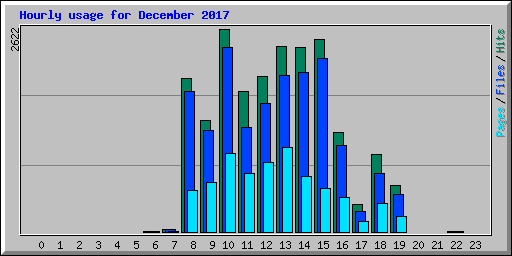 Hourly usage for December 2017
2622
Pages / Files / Hits
0 1 2 3 4 5 6 7 8 9 10 11 12 13 14 15 16 17 18 19 20 21 22 23